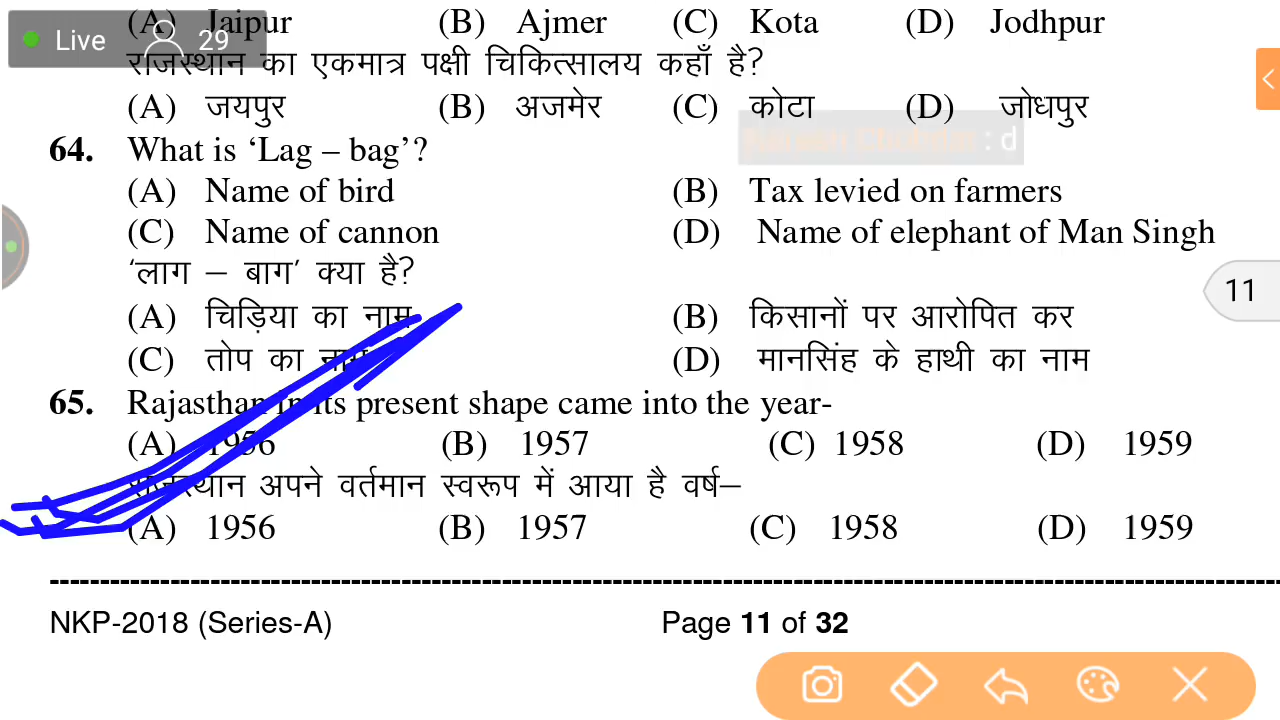 (A) Jaipur (B) Ajmer (C) Kota (D) Jodhpur
Live 29
राजस्थान का एकमात्र पक्षी चिकित्सालय कहाँ है?
(A) जयपुर (B) अजमेर (C) कोटा (D) जोधपुर
: d
64. What is ‘Lag – bag’?
(A) Name of bird (B) Tax levied on farmers
(C) Name of cannon (D) Name of elephant of Man Singh
‘लाग – बाग’ क्या है?
11
(A) चिड़िया का नाम (B) किसानों पर आरोपित कर
(C) तोप का नाम (D) मानसिंह के हाथी का नाम
65. Rajasthan in its present shape came into the year-
(A) 1956 (B) 1957 (C) 1958 (D) 1959
राजस्थान अपने वर्तमान स्वरूप में आया है वर्ष–
(A) 1956 (B) 1957 (C) 1958 (D) 1959
NKP-2018 (Series-A) Page 11 of 32